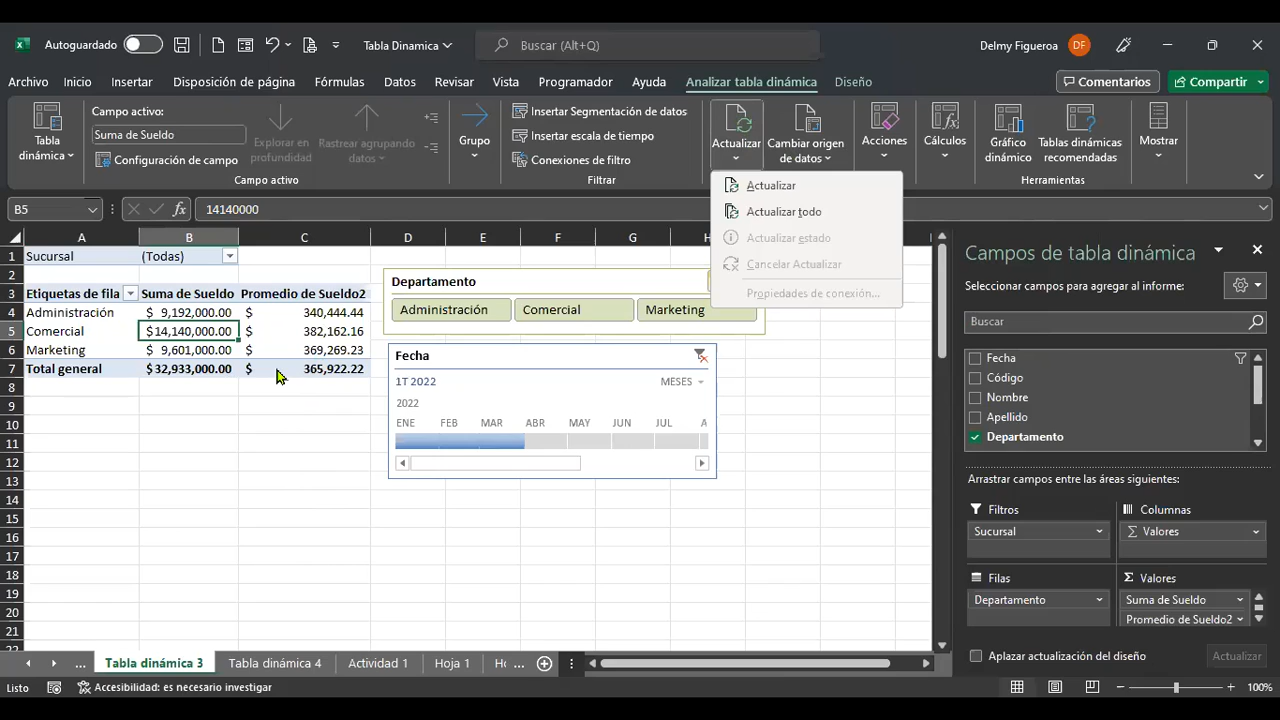 Autoguardado
Tabla Dinamica
Buscar (Alt+Q)
Delmy Figueroa
DF
Archivo
Inicio
Insertar
Disposición de página
Fórmulas
Datos
Revisar
Vista
Programador
Ayuda
Analizar tabla dinámica
Diseño
Comentarios
Compartir
Tabla
dinámica
Campo activo:
Suma de Sueldo
Configuración de campo
Explorar en
profundidad
Rastrear agrupando
datos
Campo activo
Grupo
Insertar Segmentación de datos
Insertar escala de tiempo
Conexiones de filtro
Filtrar
Actualizar
Cambiar origen
de datos
Acciones
Cálculos
Gráfico
dinámico
Tablas dinámicas
recomendadas
Herramientas
Mostrar
Actualizar
Actualizar todo
Actualizar estado
Cancelar Actualizar
Propiedades de conexión...
B5
fx
14140000
A B C D E F G H
1 Sucursal (Todas)
2
3 Etiquetas de fila Suma de Sueldo Promedio de Sueldo2
4 Administración $ 9,192,000.00 $ 340,444.44
5 Comercial $14,140,000.00 $ 382,162.16
6 Marketing $ 9,601,000.00 $ 369,269.23
7 Total general $ 32,933,000.00 $ 365,922.22
8
9
10
11
12
13
14
15
16
17
18
19
20
21
Departamento
Administración
Comercial
Marketing
Fecha
1T 2022
MESES
2022
ENE FEB MAR ABR MAY JUN JUL A
Campos de tabla dinámica
Seleccionar campos para agregar al informe:
Buscar
Fecha
Código
Nombre
Apellido
Departamento
Arrastrar campos entre las áreas siguientes:
Filtros
Sucursal
Columnas
Σ Valores
Filas
Departamento
Σ Valores
Suma de Sueldo
Promedio de Sueldo2
Aplazar actualización del diseño
Actualizar
...
Tabla dinámica 3
Tabla dinámica 4
Actividad 1
Hoja 1
Ho ...
Listo
Accesibilidad: es necesario investigar
100%